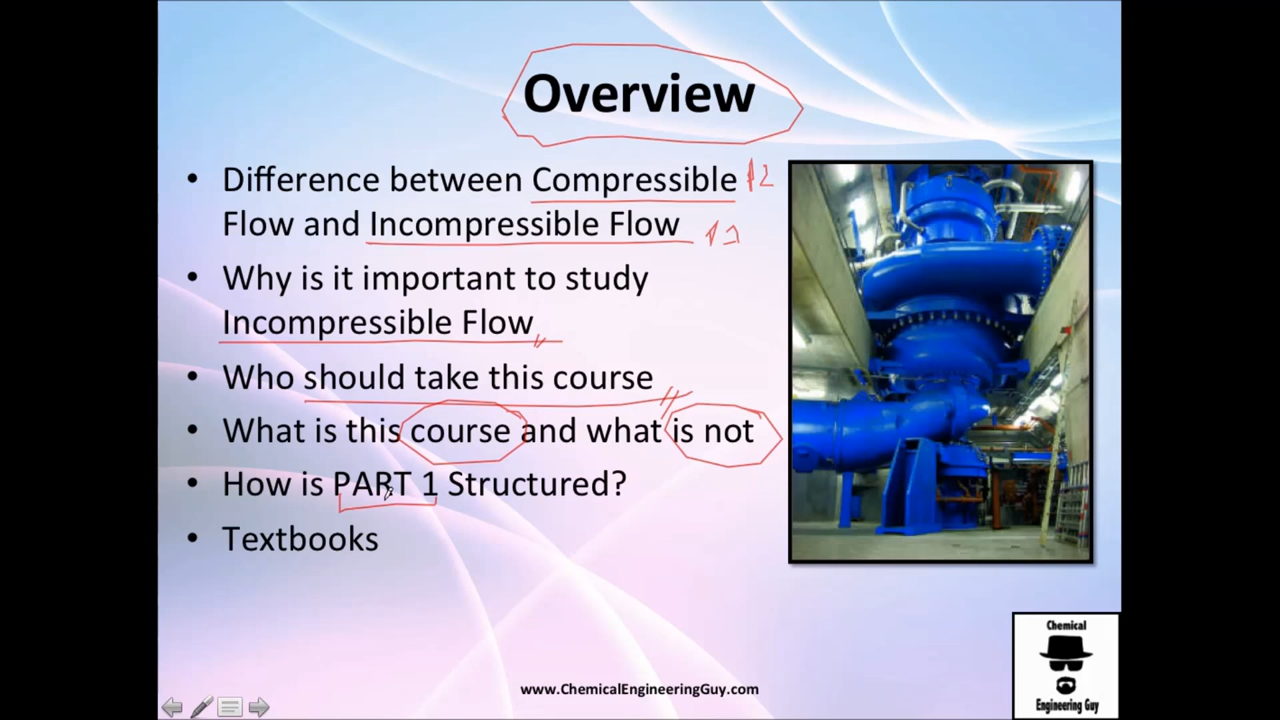 Overview
• Difference between Compressible
Flow and Incompressible Flow
• Why is it important to study
Incompressible Flow
• Who should take this course
• What is this course and what is not
• How is PART 1 Structured?
• Textbooks
Chemical
Engineering Guy
www.ChemicalEngineeringGuy.com